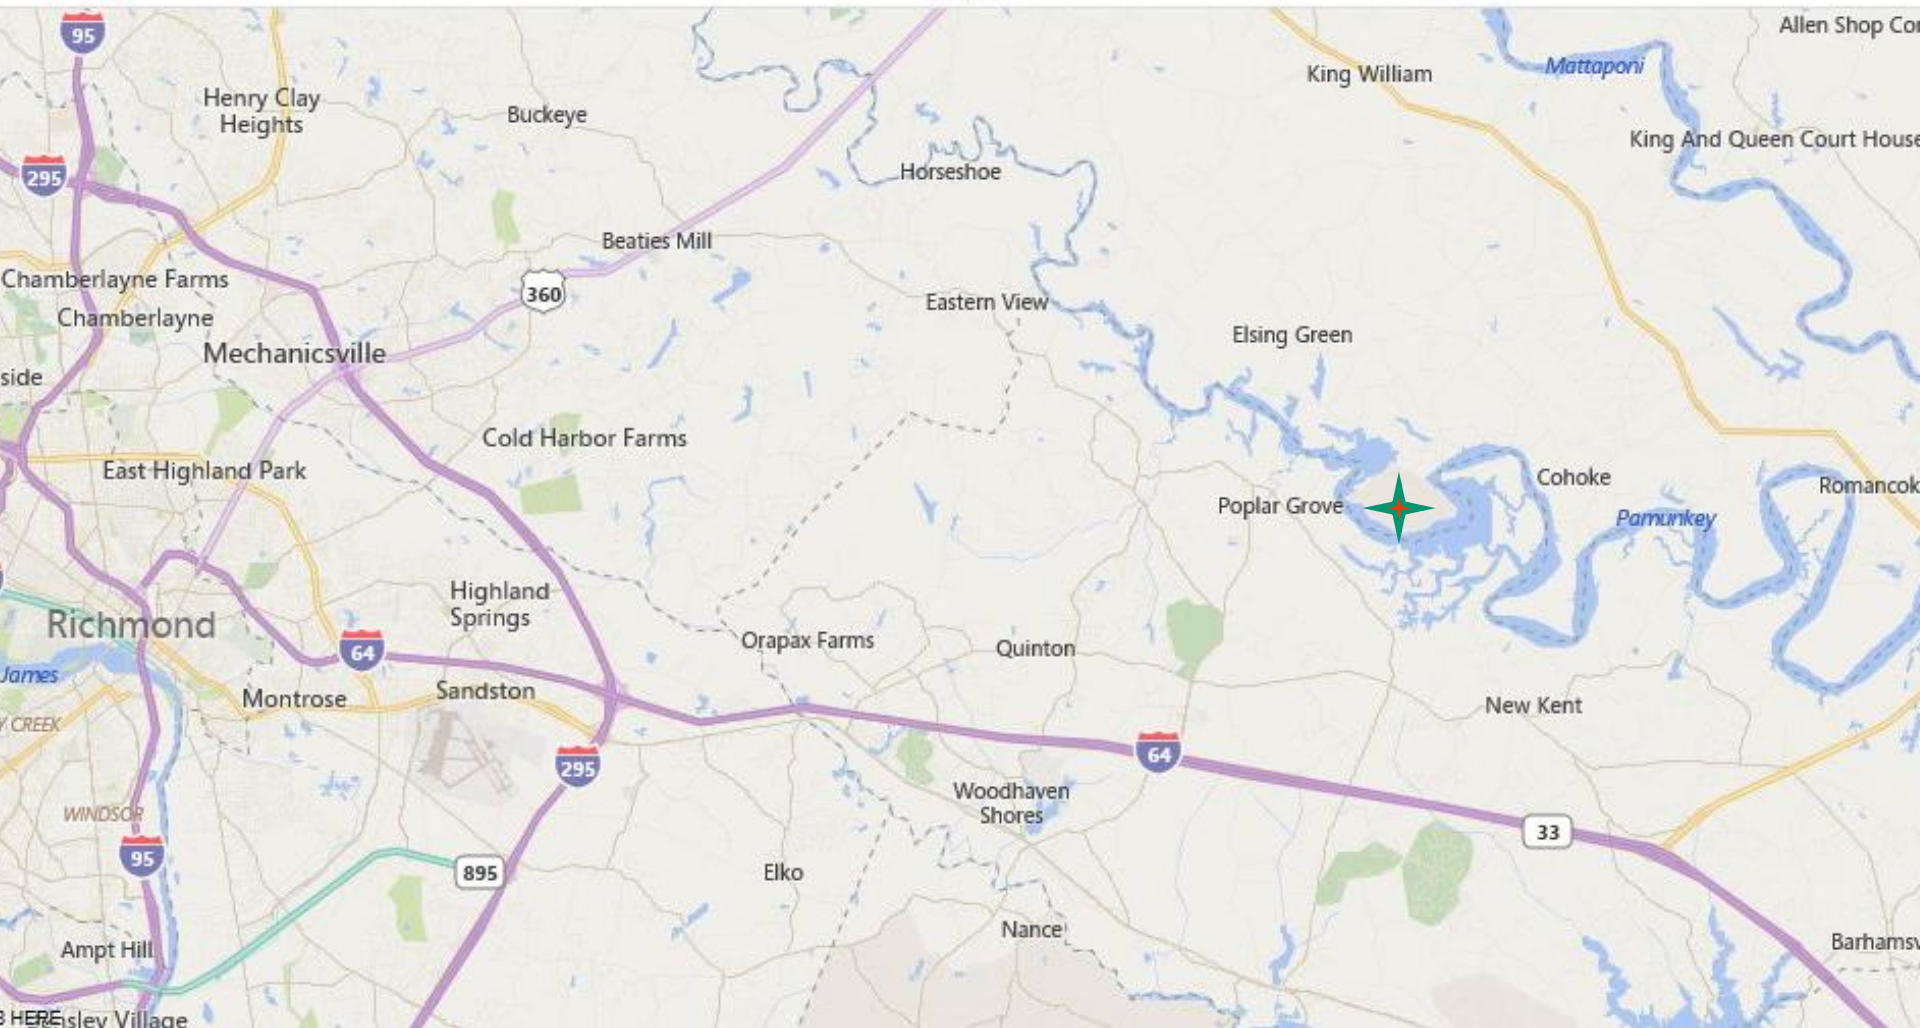 95
Allen Shop Cor
Mattaponi
King William
Henry Clay
Heights
Buckeye
King And Queen Court House
Horseshoe
295
Beaties Mill
Chamberlayne Farms
360
Eastern View
Chamberlayne
Elsing Green
Mechanicsville
side
Cold Harbor Farms
East Highland Park
Cohoke
Romancok
Poplar Grove
Pamunkey
Highland
Springs
Richmond
Orapax Farms
Quinton
64
James
Sandston
Montrose
New Kent
Y CREEK
64
295
Woodhaven
Shores
WINDSOR
33
95
895
Elko
Nance
Ampt Hill
Barhamsv
HERE
nsley Village